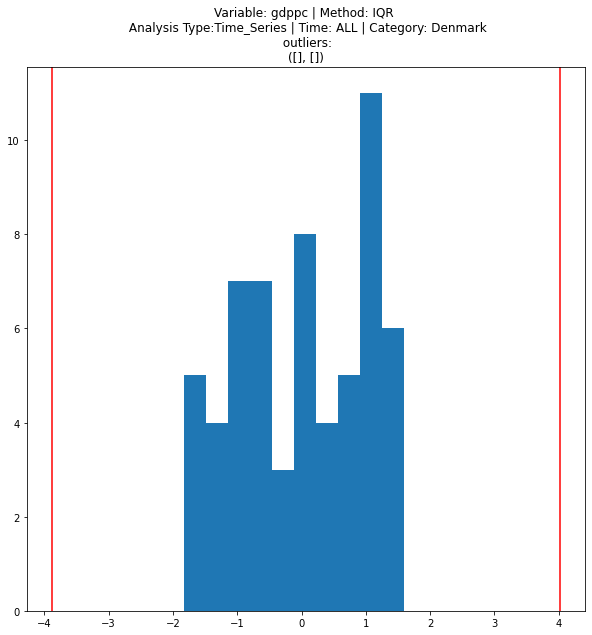 Variable: gdppc | Method: IQR
Analysis Type:Time_Series | Time: ALL | Category: Denmark
outliers:
([], [])
10
8
6
4
2
0
−4 −3 −2 −1 0 1 2 3 4